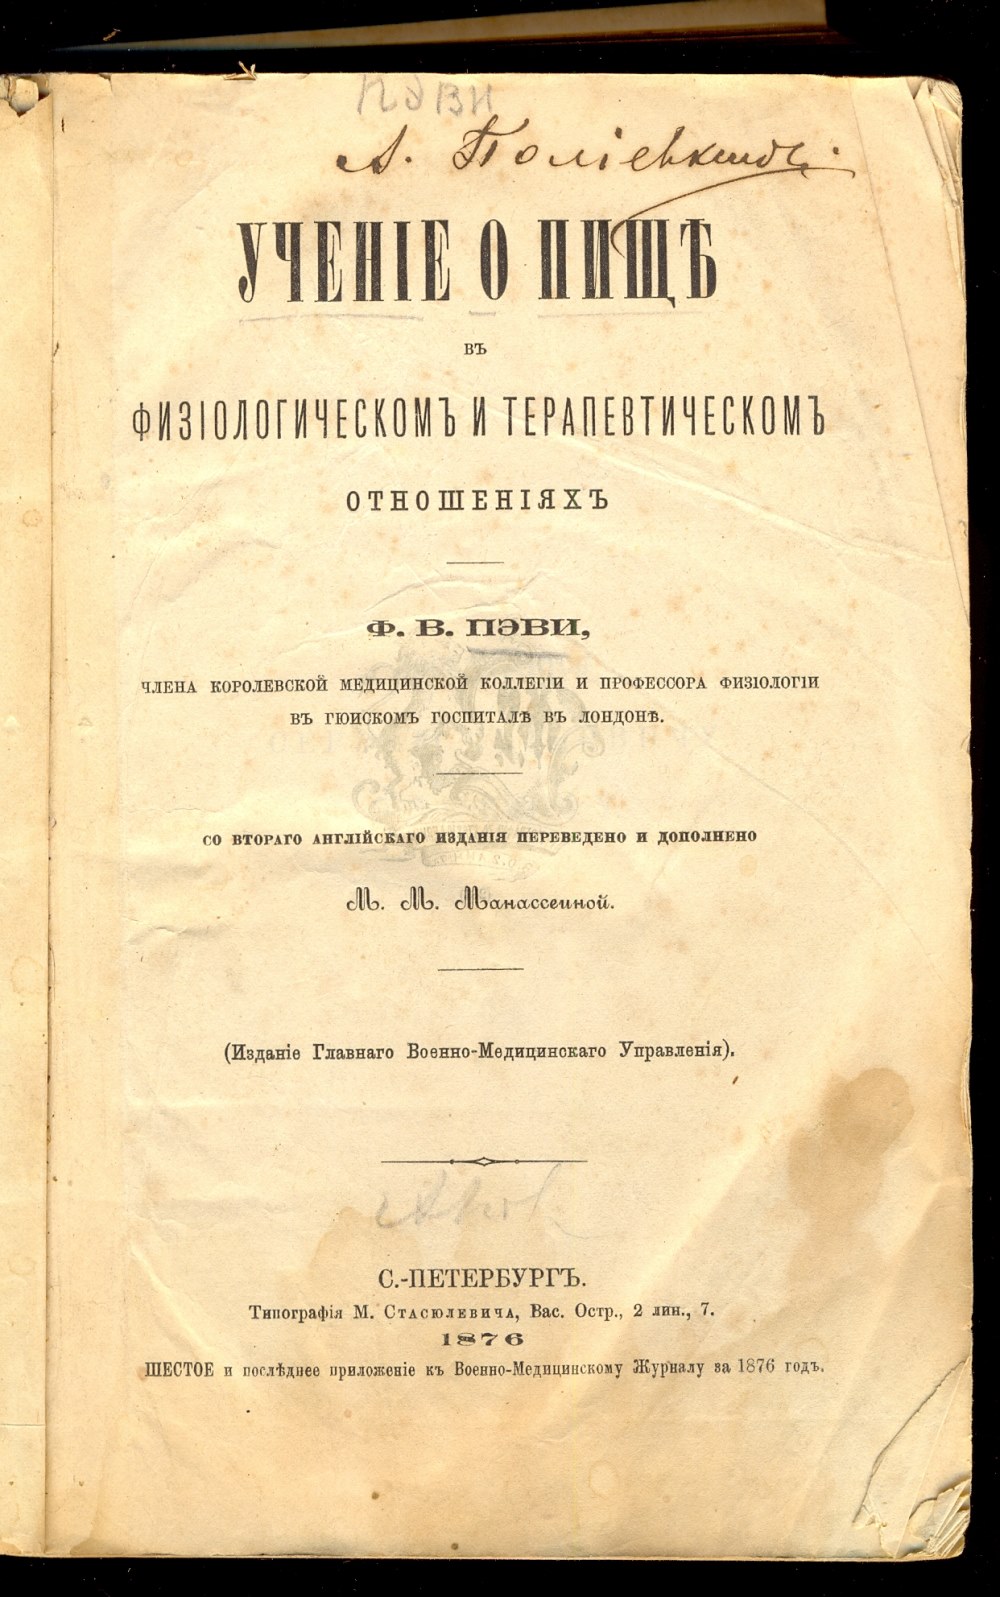 ПЭВИ
А.
УЧЕНІЕ О ПИЩѢ
ВЪ
ФИЗІОЛОГИЧЕСКОМЪ И ТЕРАПЕВТИЧЕСКОМЪ
ОТНОШЕНІЯХЪ
Ф. В. ПЭВИ,
ЧЛЕНА КОРОЛЕВСКОЙ МЕДИЦИНСКОЙ КОЛЛЕГІИ И ПРОФЕССОРА ФИЗІОЛОГІИ
ВЪ ГЮИСКОМЪ ГОСПИТАЛѢ ВЪ ЛОНДОНѢ.
СО ВТОРАГО АНГЛІЙСКАГО ИЗДАНІЯ ПЕРЕВЕДЕНО И ДОПОЛНЕНО
М. М. Манассеиной.
(Изданіе Главнаго Военно-Медицинскаго Управленія).
С.-ПЕТЕРБУРГЪ.
Типографія М. Стасюлевича, Вас. Остр., 2 лин., 7.
1876
ШЕСТОЕ и послѣднее приложеніе къ Военно-Медицинскому Журналу за 1876 годъ.